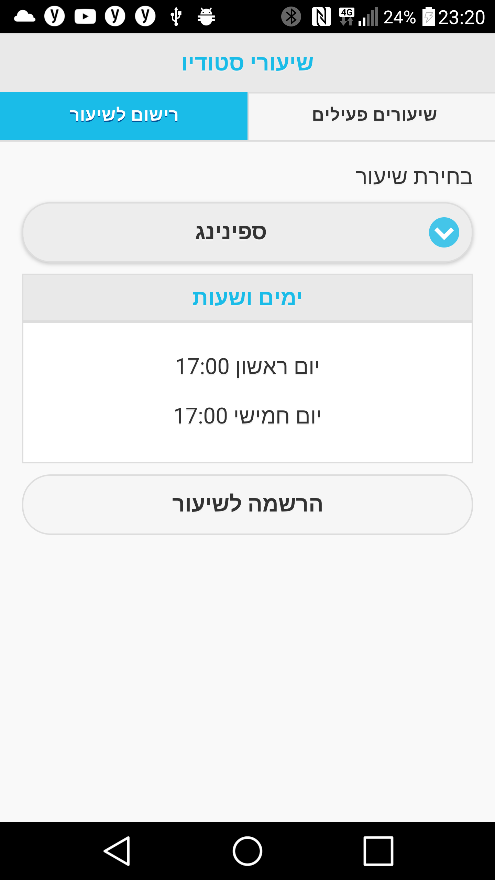 24% 23:20
שיעורי סטודיו
שיעורים פעילים
רישום לשיעור
בחירת שיעור
ספינינג
ימים ושעות
יום ראשון 17:00
יום חמישי 17:00
הרשמה לשיעור